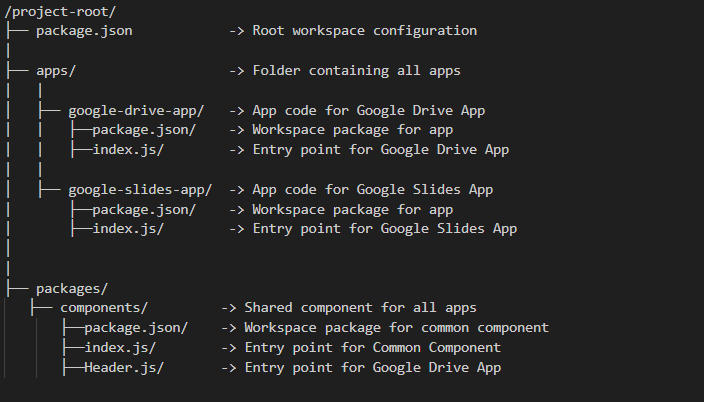 /project-root/
├── package.json            -> Root workspace configuration
│
├── apps/                   -> Folder containing all apps
│   │
│   ├── google-drive-app/   -> App code for Google Drive App
│   │   ├──package.json/    -> Workspace package for app
│   │   ├──index.js/        -> Entry point for Google Drive App
│   │
│   ├── google-slides-app/  -> App code for Google Slides App
│       ├──package.json/    -> Workspace package for app
│       ├──index.js/        -> Entry point for Google Slides App
│
│
├── packages/
   ├── components/         -> Shared component for all apps
       ├──package.json/    -> Workspace package for common component
       ├──index.js/        -> Entry point for Common Component
       ├──Header.js/       -> Entry point for Google Drive App